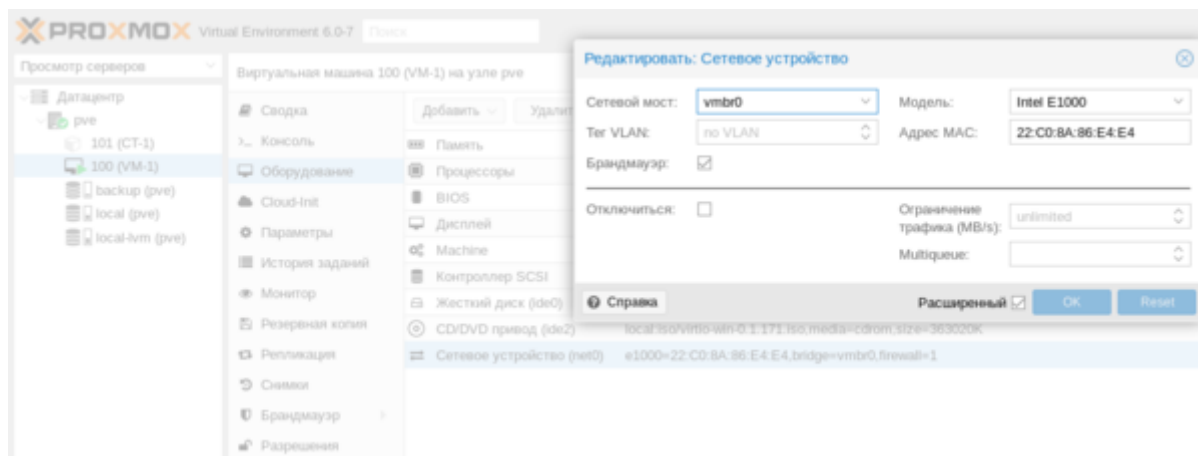 PROXMOX Virtual Environment 6.0-7 Поиск
Просмотр серверов
Датацентр
pve
101 (CT-1)
100 (VM-1)
backup (pve)
local (pve)
local-lvm (pve)
Виртуальная машина 100 (VM-1) на узле pve
Сводка
Консоль
Оборудование
Cloud-Init
Параметры
История заданий
Монитор
Резервная копия
Репликация
Снимки
Брандмауэр
Разрешения
Добавить Удалит
Память
Процессоры
BIOS
Дисплей
Machine
Контроллер SCSI
Жесткий диск (ide0)
CD/DVD привод (ide2) local:iso/virtio-win-0.1.171.iso,media=cdrom,size=363020K
Сетевое устройство (net0) e1000=22:C0:8A:86:E4:E4,bridge=vmbr0,firewall=1
Редактировать: Сетевое устройство
Сетевой мост: vmbr0 Модель: Intel E1000
Тег VLAN: no VLAN Адрес MAC: 22:C0:8A:86:E4:E4
Брандмауэр:
Отключиться: Ограничение
трафика (MB/s): unlimited
Multiqueue:
Справка Расширенный OK Reset